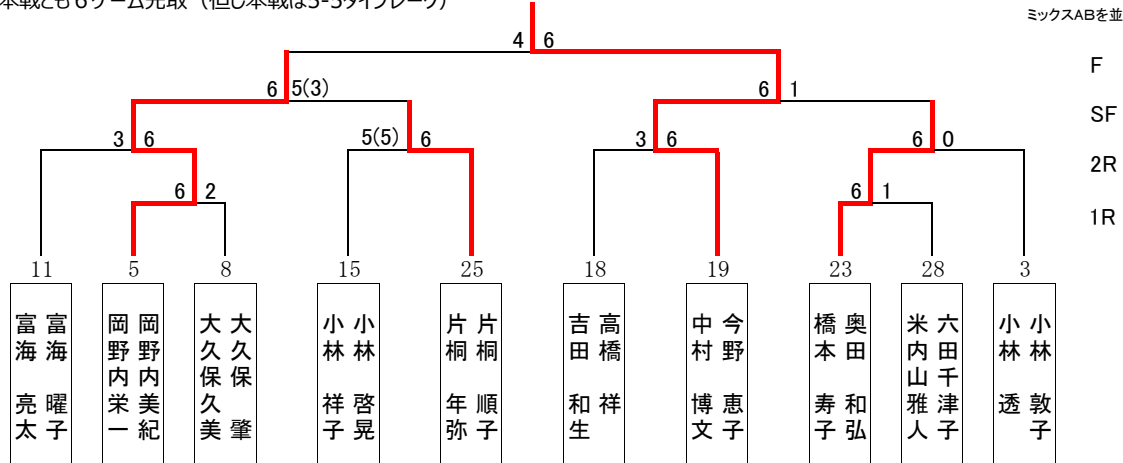 本戦とも6ゲーム先取（但し本戦は5-5タイブレーク）
ミックスABを並
4 6
F
6 5(3) 6 1
SF
3 6 5(5) 6 3 6 6 0
2R
6 2 6 1
1R
11 5 8 15 25 18 19 23 28 3
富海 曜子
富海 亮太
岡野内美紀
岡野内栄一
大久保 肇
大久保久美
小林 啓晃
小林 祥子
片桐 順子
片桐 年弥
高橋 祥
吉田 和生
今野 恵子
中村 博文
奥田 和弘
橋本 寿子
六田千津子
米内山雅人
小林 敦子
小林 透